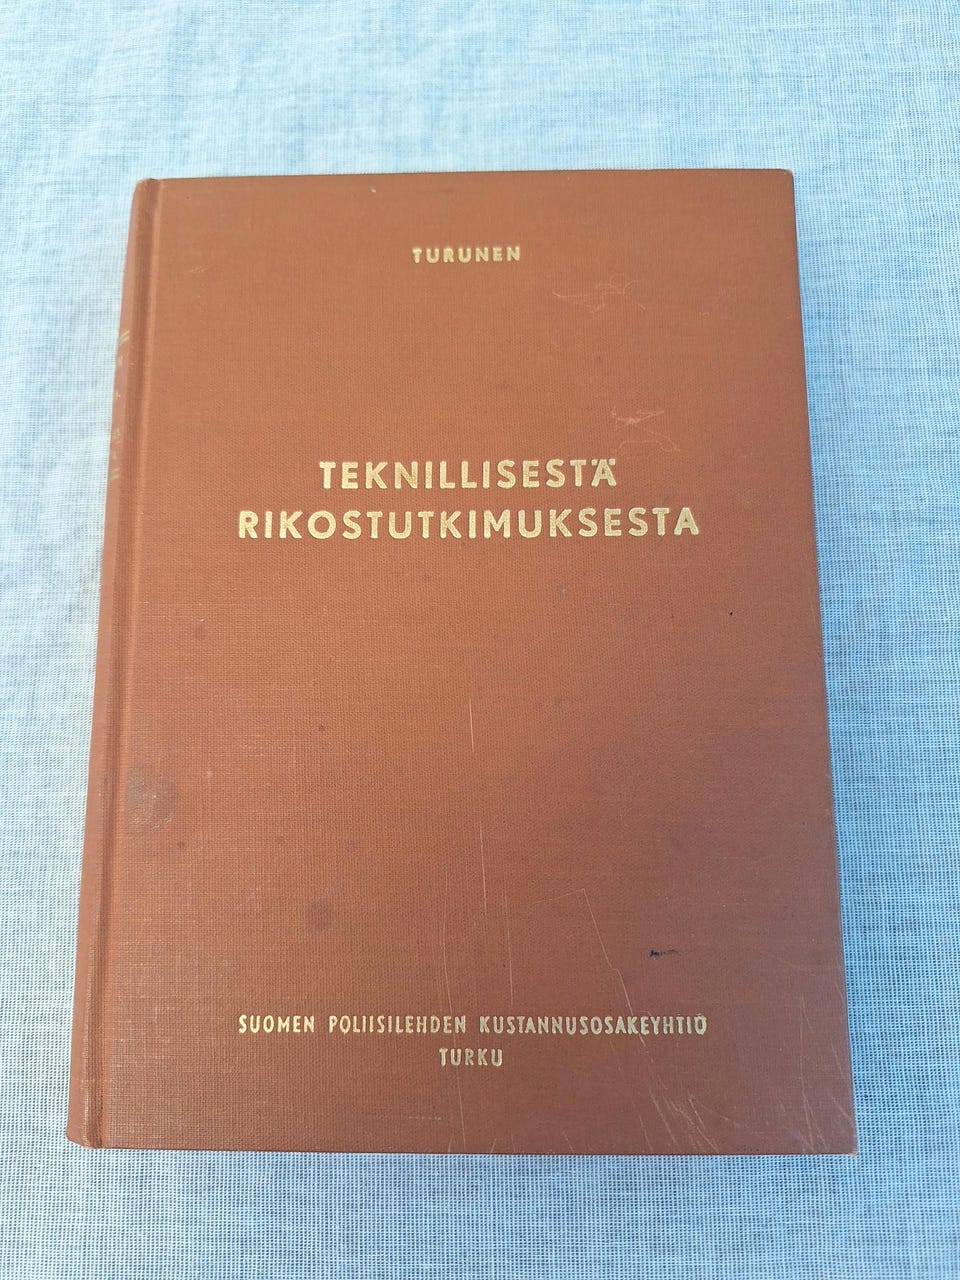 TURUNEN
TEKNILLISESTÄ
RIKOSTUTKIMUKSESTA
SUOMEN POLIISILEHDEN KUSTANNUSOSAKEYHTIÖ
TURKU